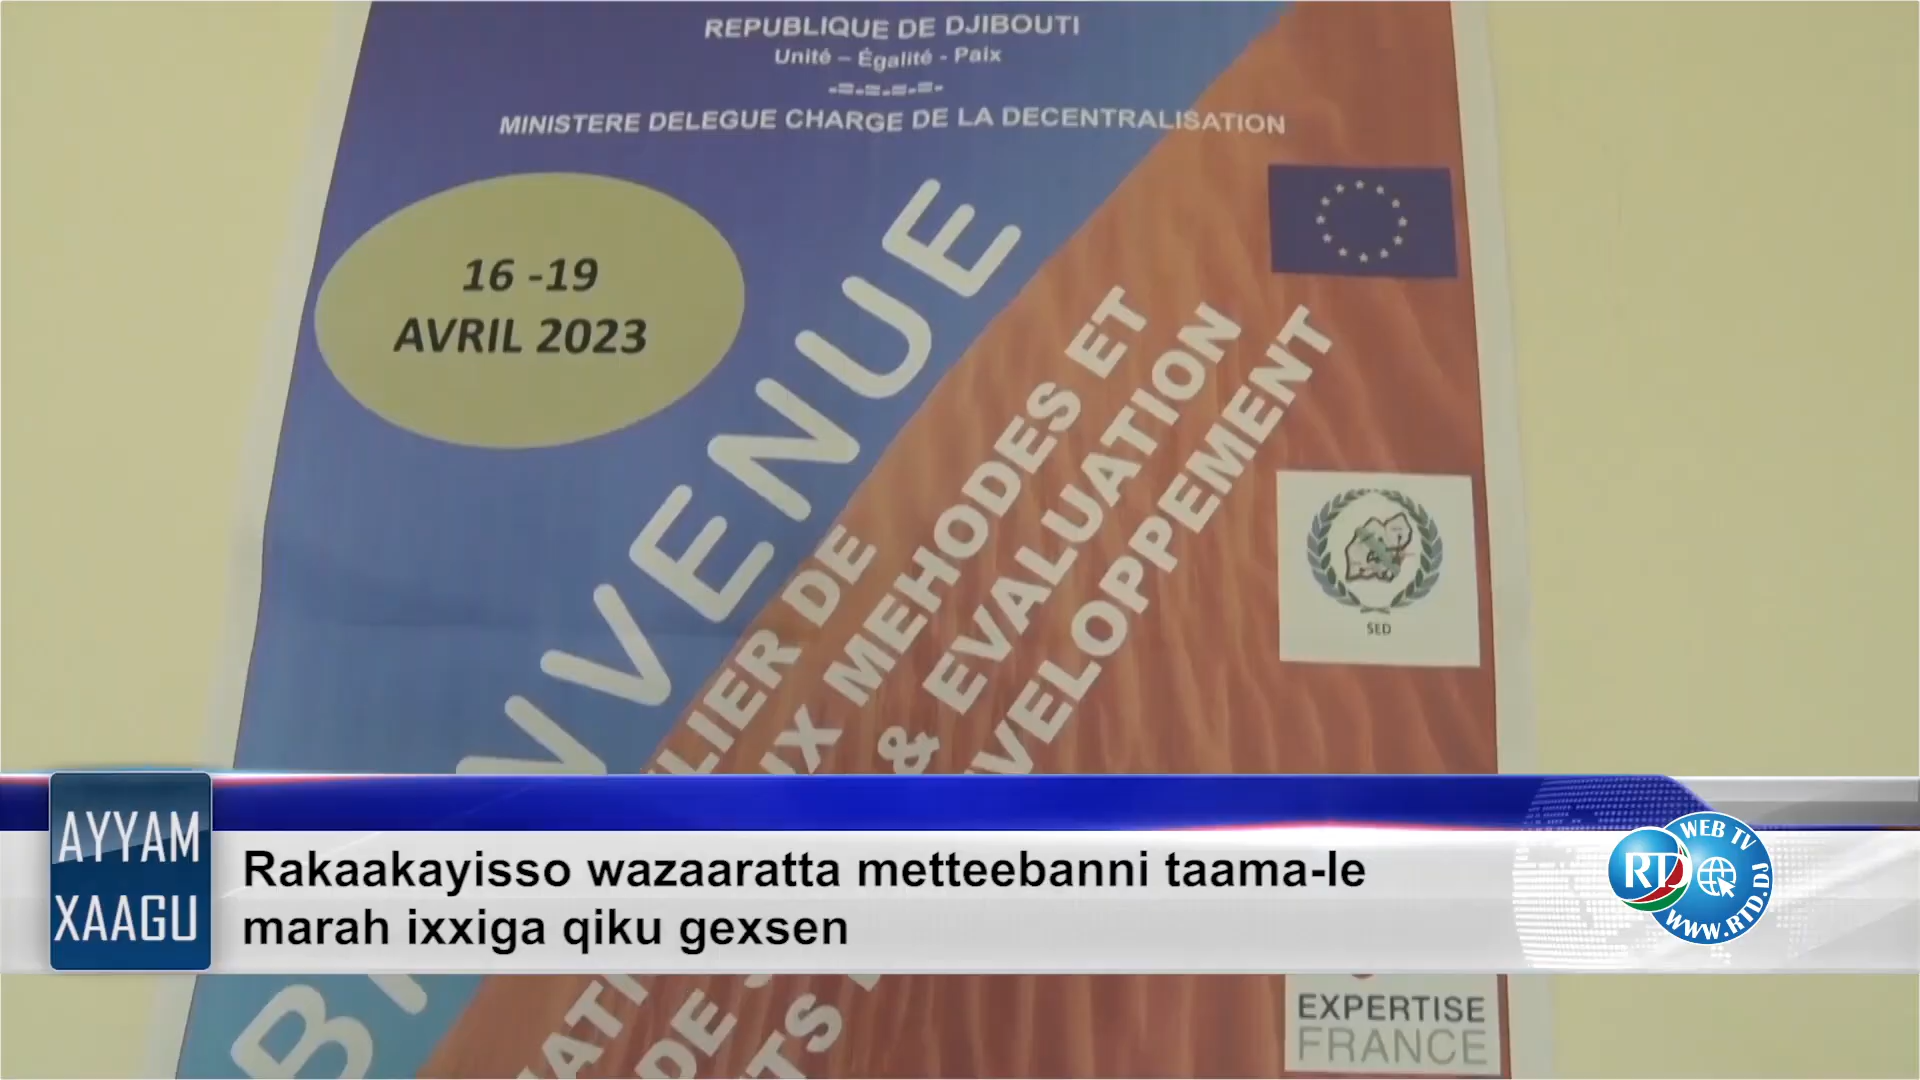 REPUBLIQUE DE DJIBOUTI
Unité – Égalité - Paix
-=-=-=-=-
MINISTERE DELEGUE CHARGE DE LA DECENTRALISATION
16 -19
AVRIL 2023
LIER DE
UX MEHODES ET
& EVALUATION
VELOPPEMENT
SED
AYYAM
XAAGU
Rakaakayisso wazaaratta metteebanni taama-le
marah ixxiga qiku gexsen
WEB TV
RTD
WWW.RTD.DJ
EXPERTISE
FRANCE